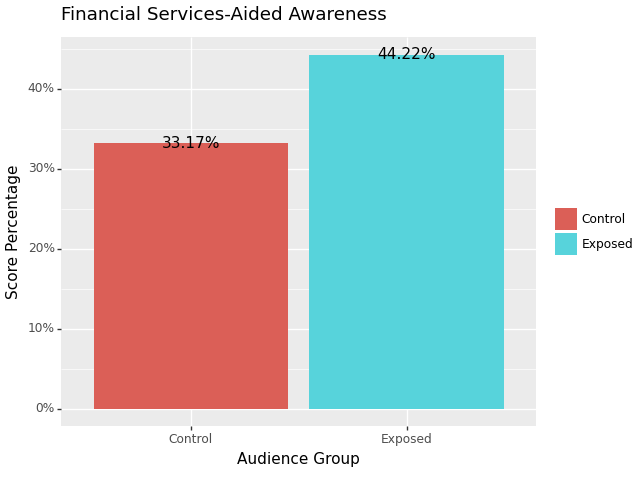 Financial Services-Aided Awareness
44.22%
40%
33.17%
30%
20%
10%
0%
Score Percentage
Control
Exposed
Audience Group
Control
Exposed